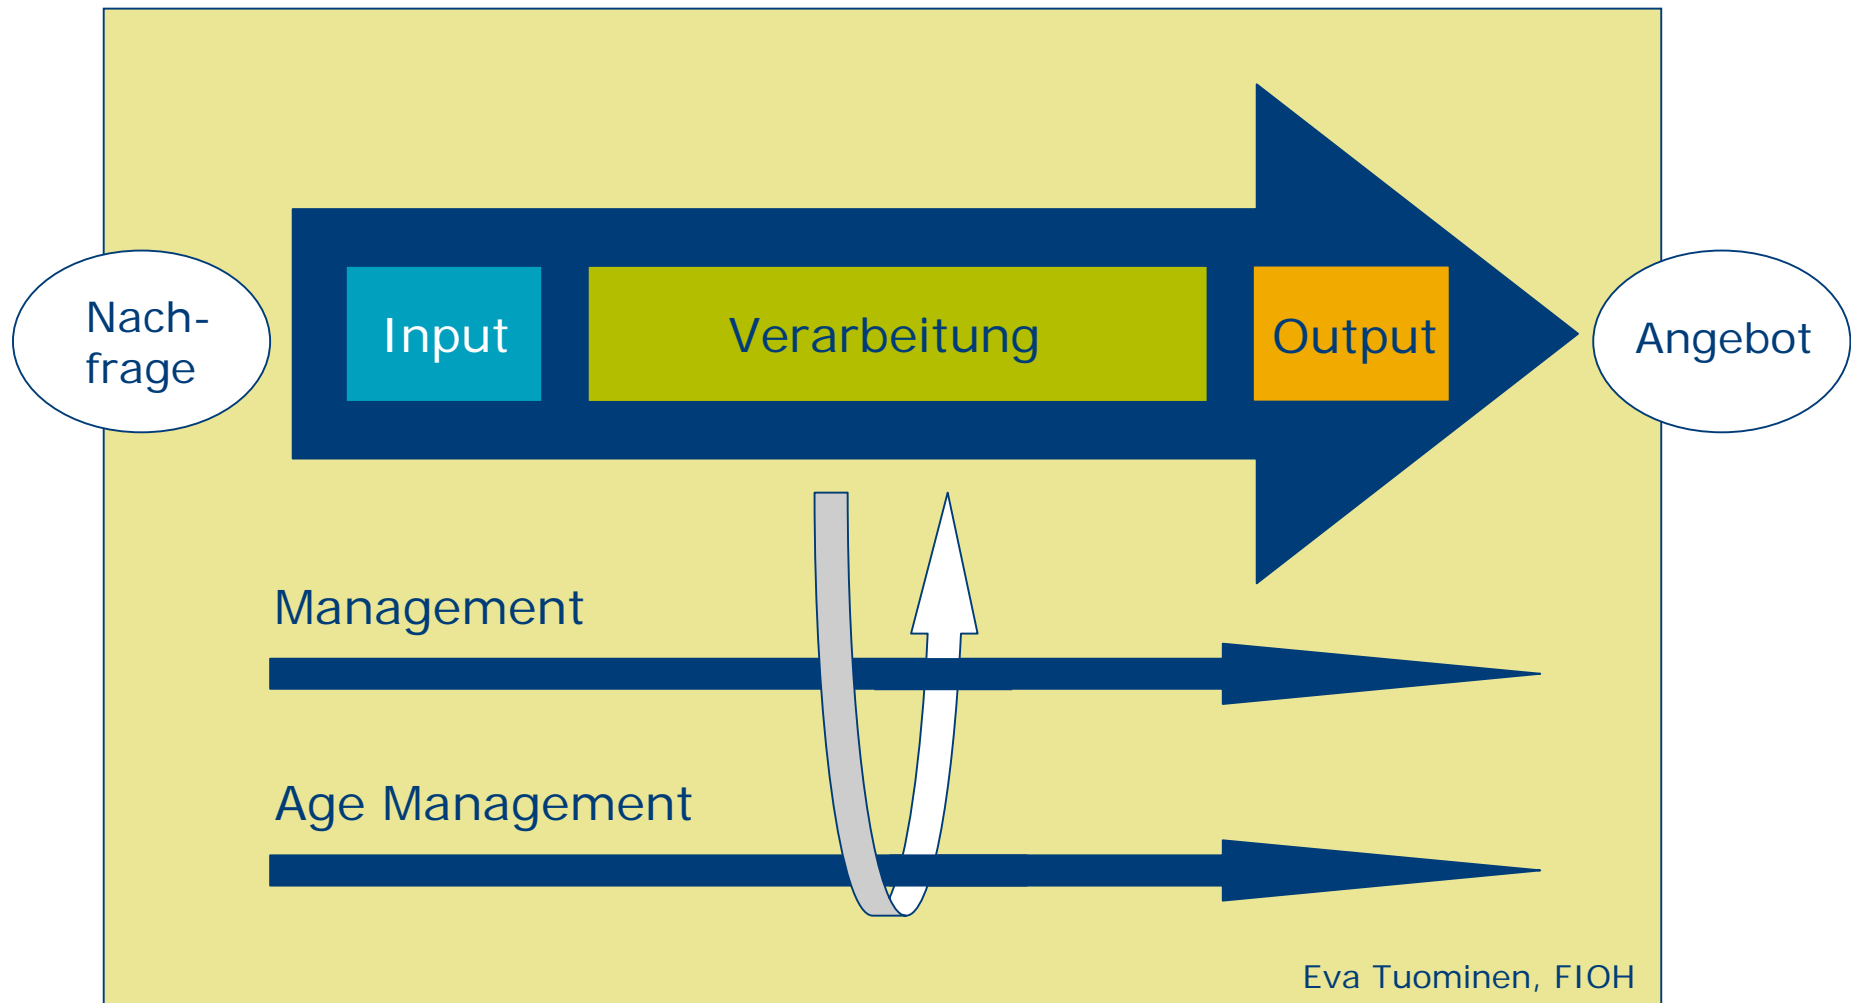 Nach-
frage
Input
Verarbeitung
Output
Angebot
Management
Age Management
Eva Tuominen, FIOH